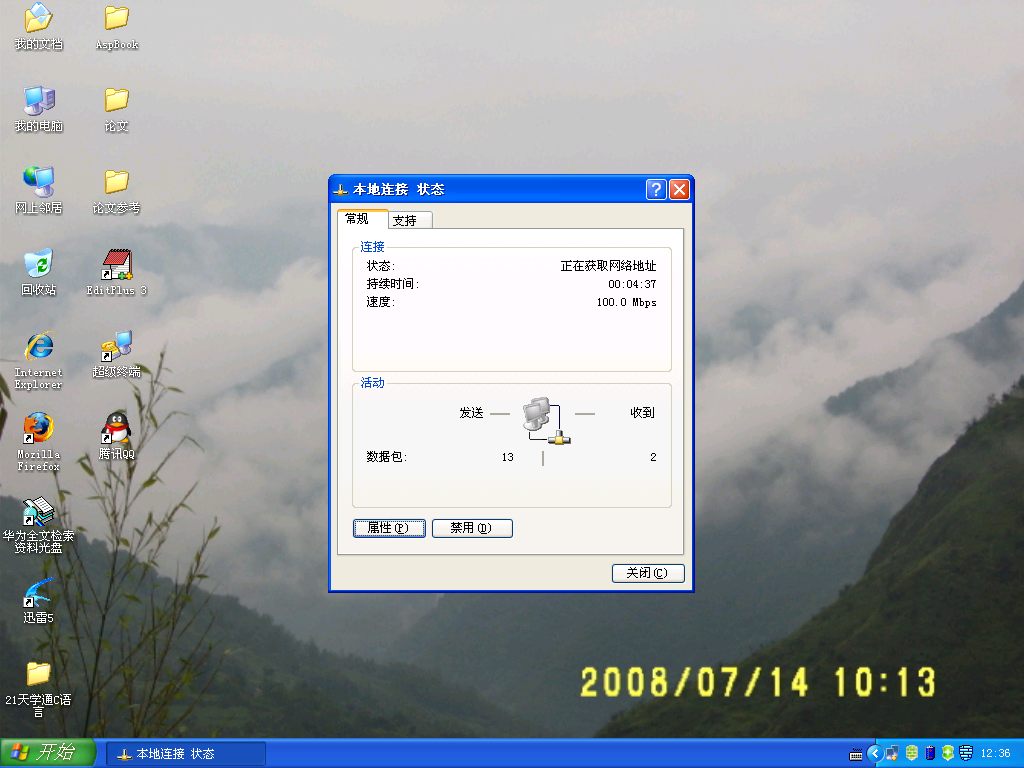 我的文档
AspBook
我的电脑
论文
网上邻居
论文参考
回收站
EditPlus 3
Internet
Explorer
超级终端
Mozilla
Firefox
腾讯QQ
华为全文检索
资料光盘
迅雷5
21天学通C语
言
本地连接 状态
常规
支持
连接
状态: 正在获取网络地址
持续时间: 00:04:37
速度: 100.0 Mbps
活动
发送 收到
数据包: 13 2
属性(P)
禁用(D)
关闭(C)
2008/07/14 10:13
开始
本地连接 状态
12:36